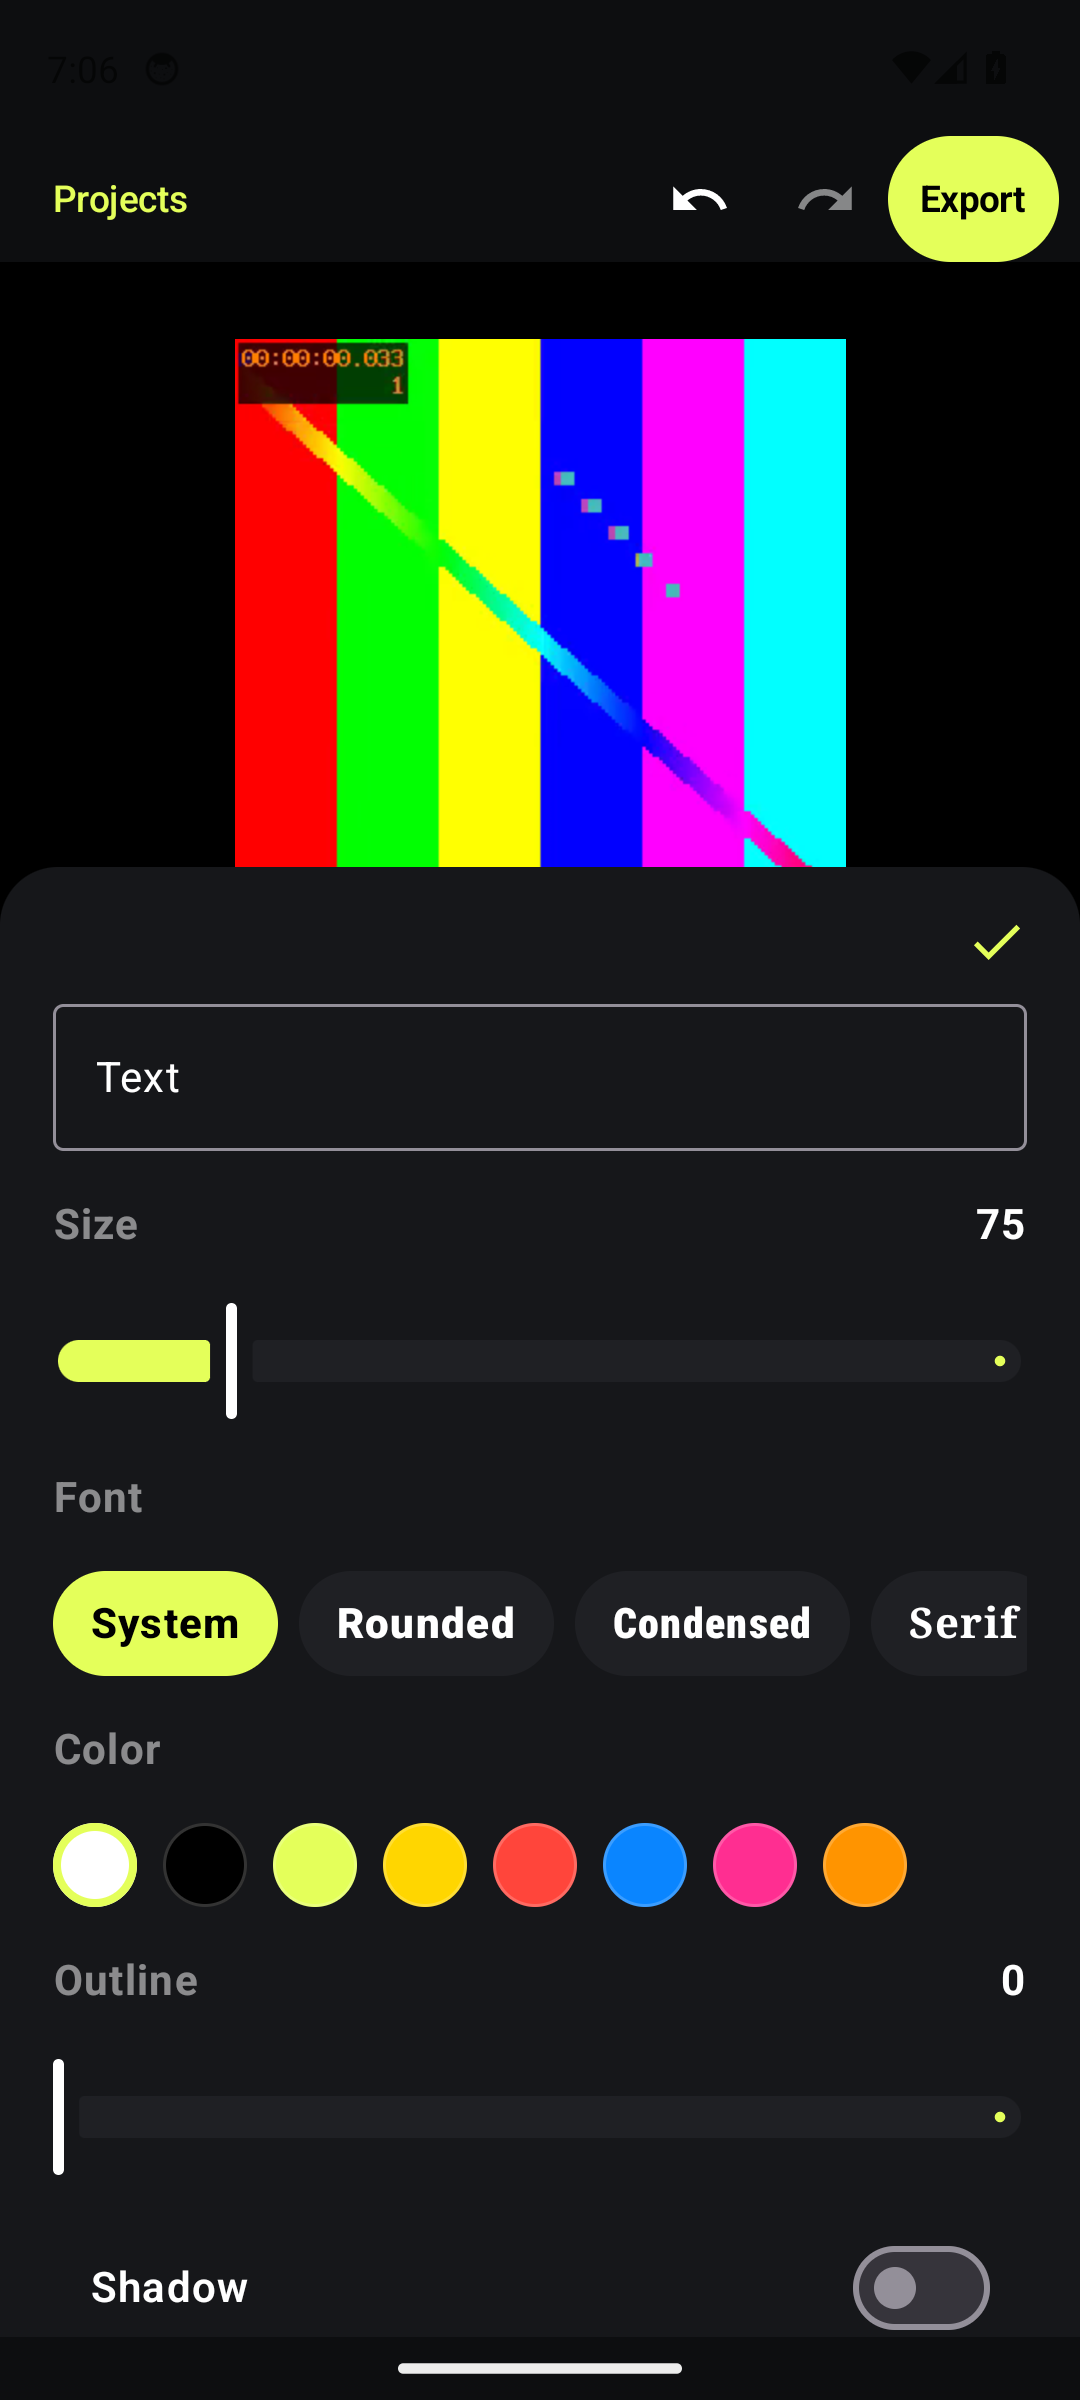 7:06
Projects
Export
00:00:00.033
1
Text
Size
75
Font
System
Rounded
Condensed
Serif
Color
Outline
0
Shadow